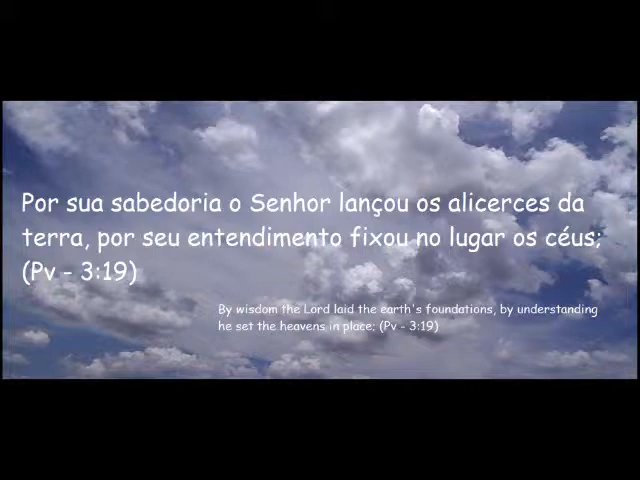 Por sua sabedoria o Senhor lançou os alicerces da
terra, por seu entendimento fixou no lugar os céus;
(Pv - 3:19)
By wisdom the Lord laid the earth's foundations, by understanding
he set the heavens in place; (Pv - 3:19)